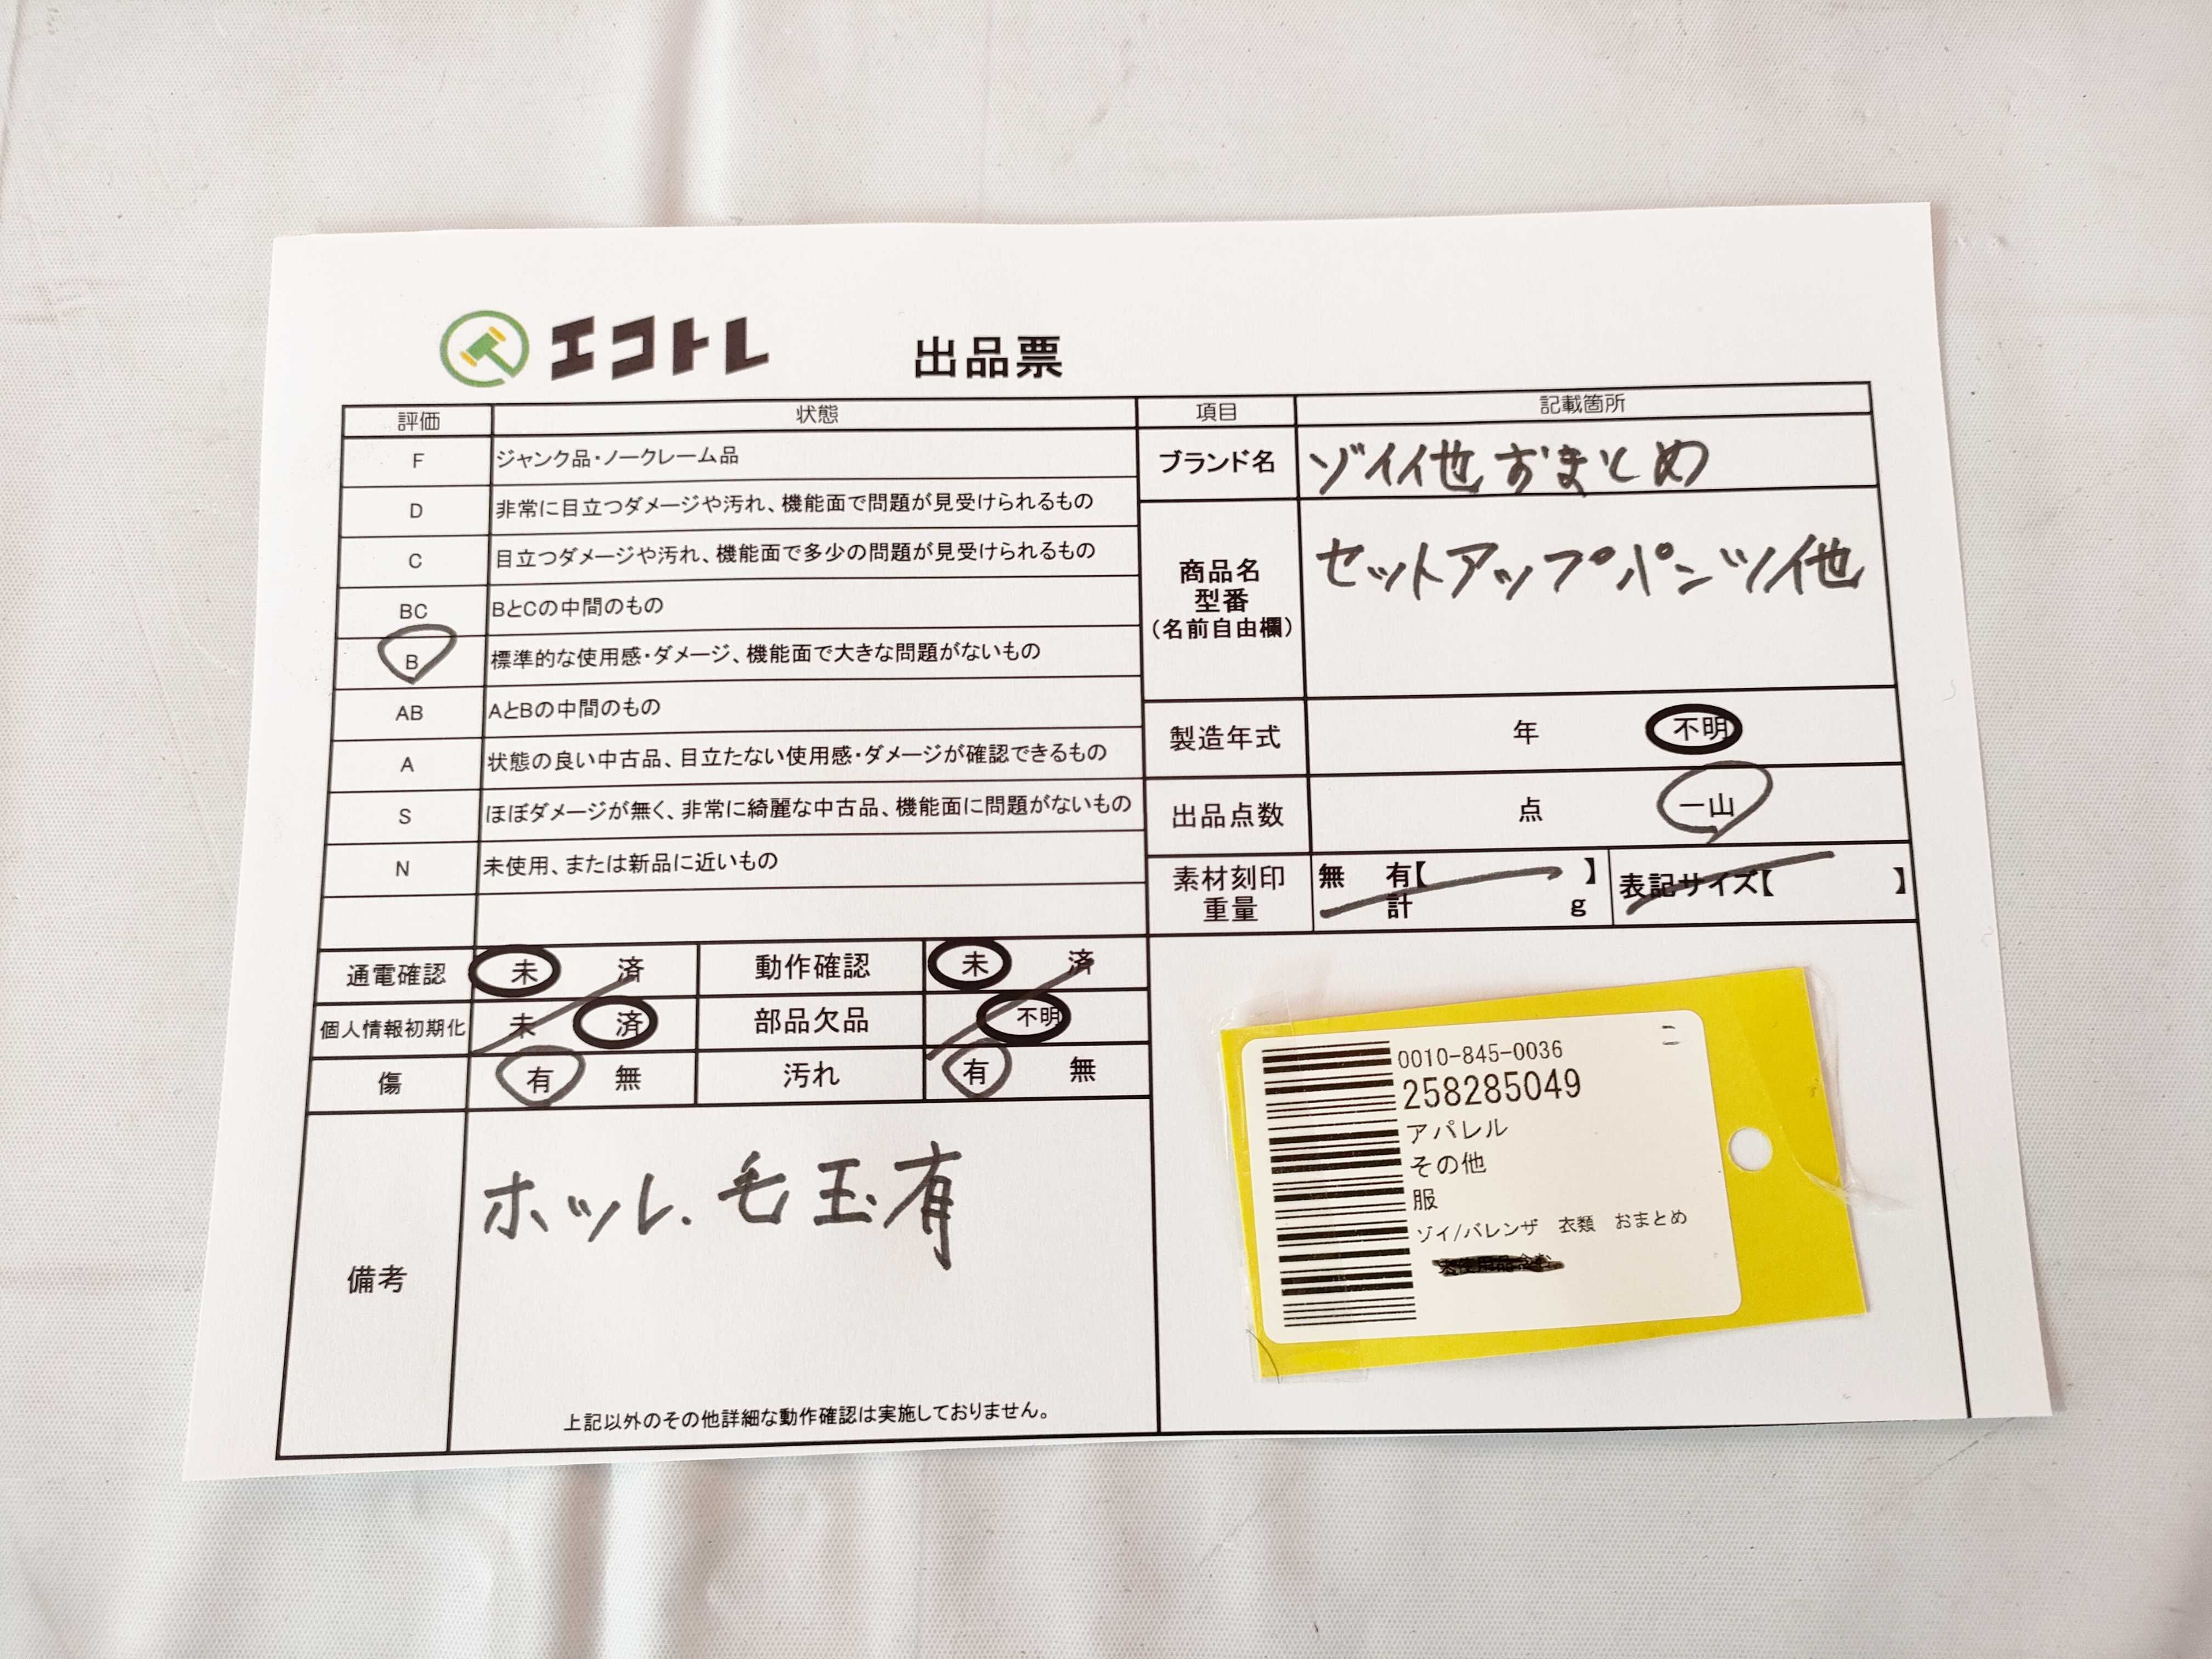 エコトレ 出品票
評価 状態
F ジャンク品・ノークレーム品
D 非常に目立つダメージや汚れ、機能面で問題が見受けられるもの
C 目立つダメージや汚れ、機能面で多少の問題が見受けられるもの
BC BとCの中間のもの
B 標準的な使用感・ダメージ、機能面で大きな問題がないもの
AB AとBの中間のもの
A 状態の良い中古品、目立たない使用感・ダメージが確認できるもの
S ほぼダメージが無く、非常に綺麗な中古品、機能面に問題がないもの
N 未使用、または新品に近いもの
項目 記載箇所
ブランド名 ゾイ他おまとめ
商品名
型番
(名前自由欄)
セットアップパンツ他
製造年式 年 不明
出品点数 点 一山
素材刻印 無 有【 】 表記サイズ【 】
重量 計 g
通電確認 未 済 動作確認 未 済
個人情報初期化 未 済 部品欠品 不明
傷 有 無 汚れ 有 無
備考
毛玉有
上記以外のその他詳細な動作確認は実施しておりません。
0010-845-0036
258285049
アパレル
その他
服
ゾイ/バレンザ 衣類 おまとめ